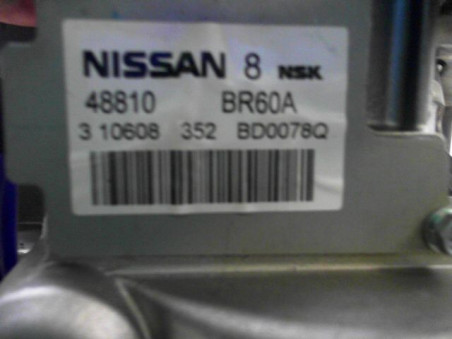 NISSAN 8 NSK
48810 BR60A
3 10608 352 BD0078Q